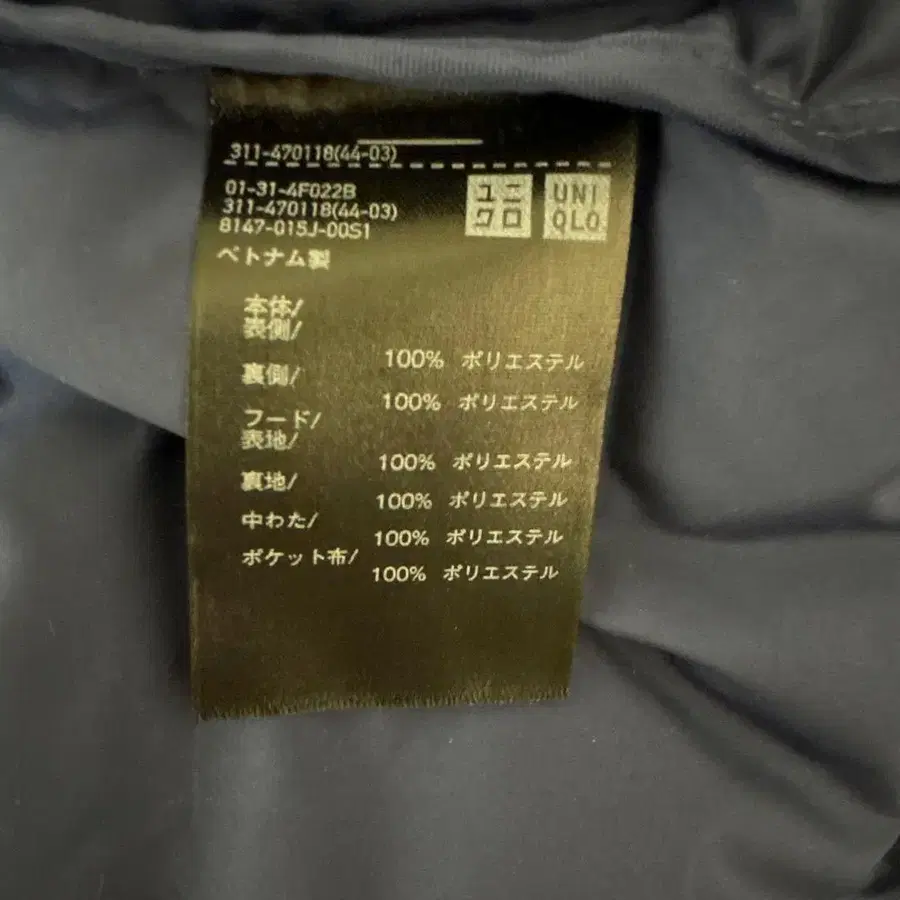 311-470118(44-03)
01-31-4F022B
311-470118(44-03)
8147-015J-00S1
ユニ
クロ
UNI
QLO
ベトナム製
本体/
表側/
100% ポリエステル
裏側/
100% ポリエステル
フード/
表地/
100% ポリエステル
裏地/
100% ポリエステル
中わた/
100% ポリエステル
ポケット布/
100% ポリエステル